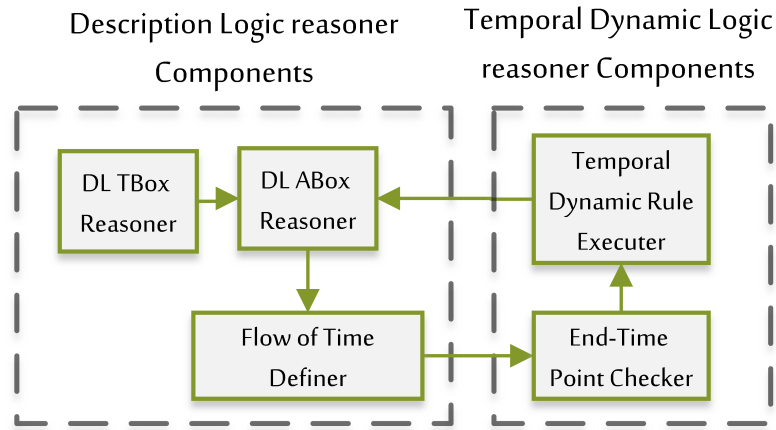 Description Logic reasoner
Components
Temporal Dynamic Logic
reasoner Components
DL TBox
Reasoner
DL ABox
Reasoner
Temporal
Dynamic Rule
Executer
Flow of Time
Definer
End-Time
Point Checker